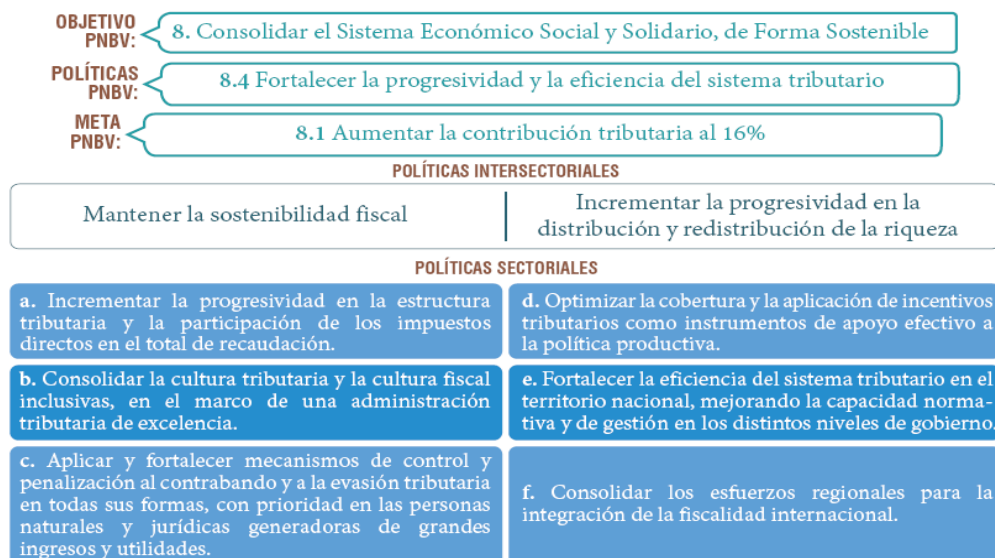 OBJETIVO
PNBV:
8. Consolidar el Sistema Económico Social y Solidario, de Forma Sostenible
POLÍTICAS
PNBV:
8.4 Fortalecer la progresividad y la eficiencia del sistema tributario
META
PNBV:
8.1 Aumentar la contribución tributaria al 16%
POLÍTICAS INTERSECTORIALES
Mantener la sostenibilidad fiscal
Incrementar la progresividad en la
distribución y redistribución de la riqueza
POLÍTICAS SECTORIALES
a. Incrementar la progresividad en la estructura
tributaria y la participación de los impuestos
directos en el total de recaudación.
b. Consolidar la cultura tributaria y la cultura fiscal
inclusivas, en el marco de una administración
tributaria de excelencia.
c. Aplicar y fortalecer mecanismos de control y
penalización al contrabando y a la evasión tributaria
en todas sus formas, con prioridad en las personas
naturales y jurídicas generadoras de grandes
ingresos y utilidades.
d. Optimizar la cobertura y la aplicación de incentivos
tributarios como instrumentos de apoyo efectivo a
la política productiva.
e. Fortalecer la eficiencia del sistema tributario en el
territorio nacional, mejorando la capacidad norma-
tiva y de gestión en los distintos niveles de gobierno.
f. Consolidar los esfuerzos regionales para la
integración de la fiscalidad internacional.